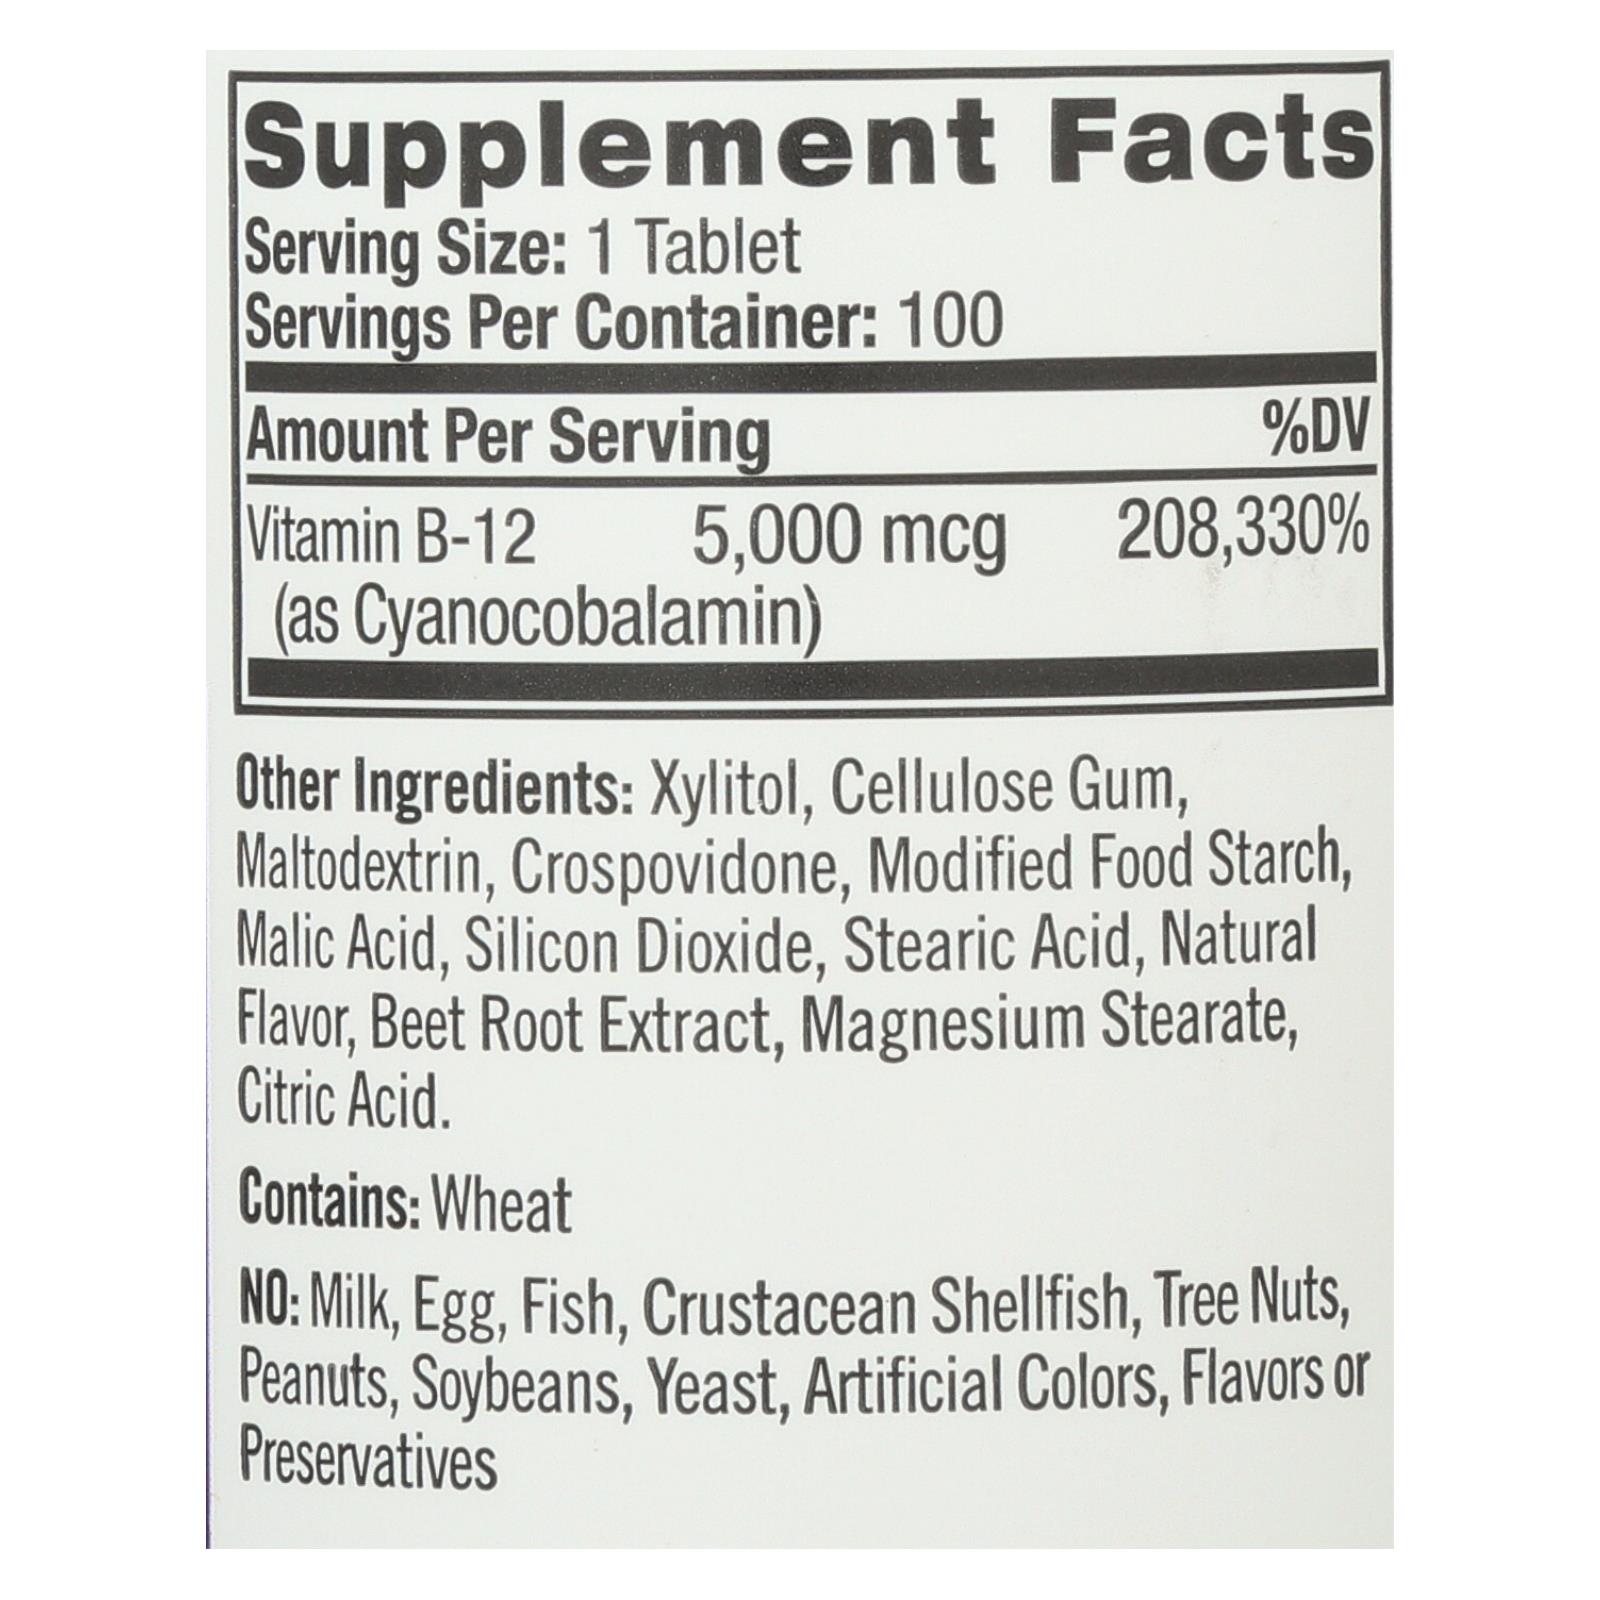 Supplement Facts
Serving Size: 1 Tablet
Servings Per Container: 100
Amount Per Serving %DV
Vitamin B-12 5,000 mcg 208,330%
(as Cyanocobalamin)
Other Ingredients: Xylitol, Cellulose Gum,
Maltodextrin, Crospovidone, Modified Food Starch,
Malic Acid, Silicon Dioxide, Stearic Acid, Natural
Flavor, Beet Root Extract, Magnesium Stearate,
Citric Acid.
Contains: Wheat
NO: Milk, Egg, Fish, Crustacean Shellfish, Tree Nuts,
Peanuts, Soybeans, Yeast, Artificial Colors, Flavors or
Preservatives